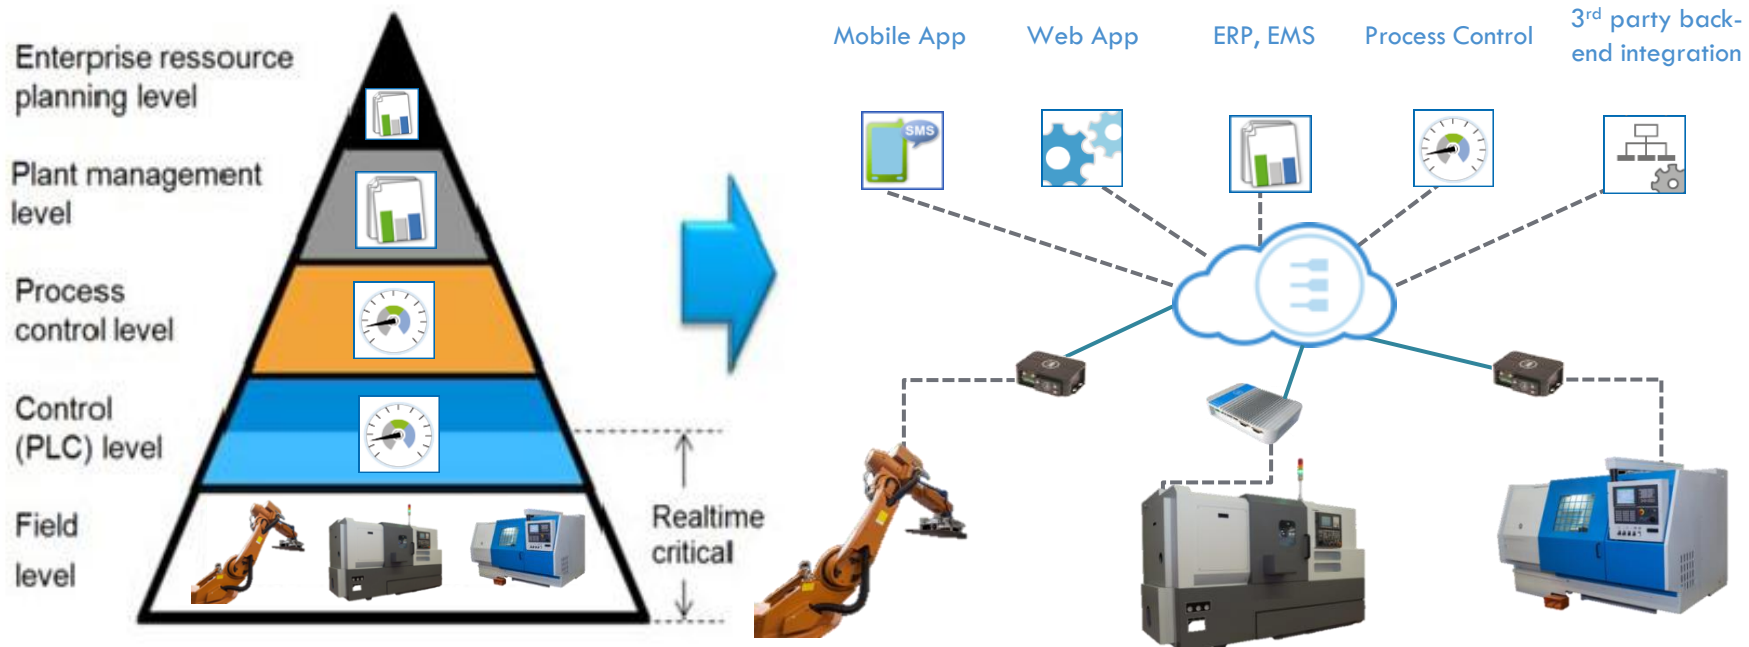 Enterprise ressource
planning level
Plant management
level
Process
control level
Control
(PLC) level
Field
level
Realtime
critical
Mobile App
Web App
ERP, EMS
Process Control
3rd party back-
end integration
SMS